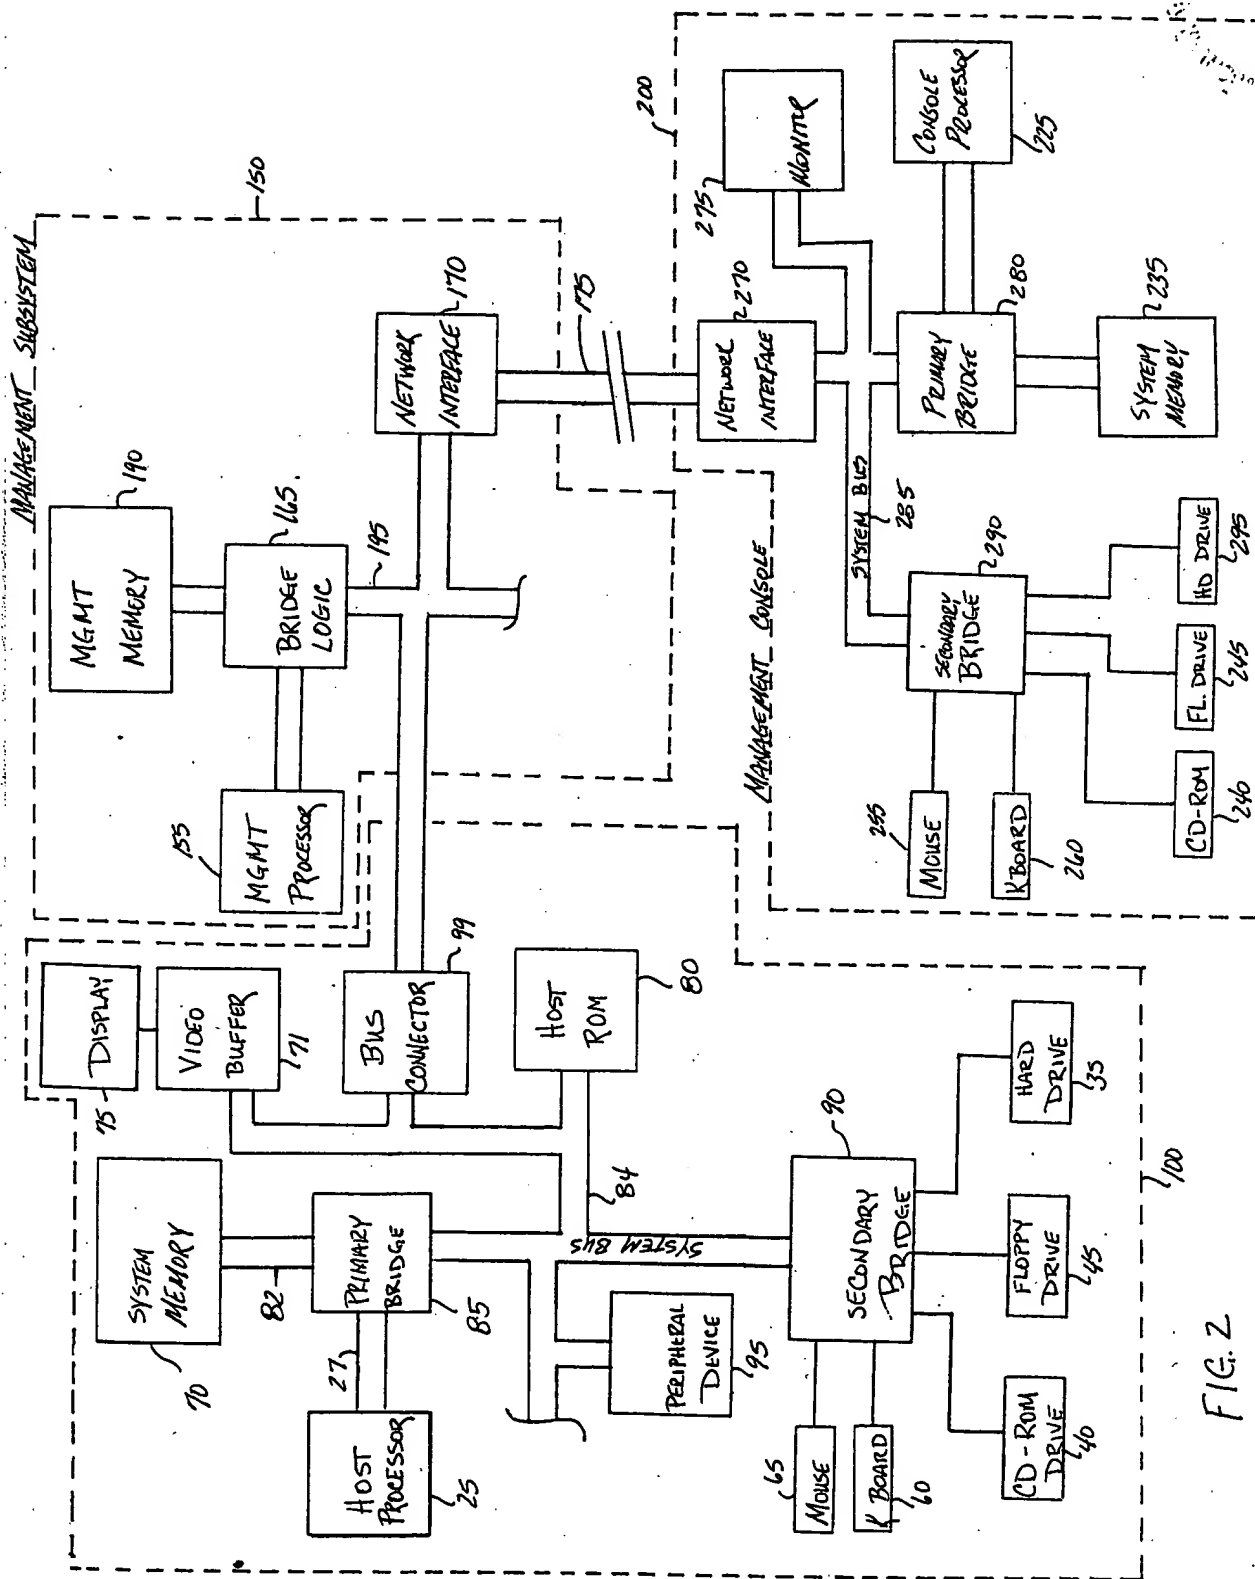 MANAGEMENT SUBSYSTEM
150
MGMT
MEMORY
190
BRIDGE
LOGIC
165
195
MGMT
PROCESSOR
155
NETWORK
INTERFACE
170
175
200
MANAGEMENT CONSOLE
NETWORK
INTERFACE
270
MONITOR
275
CONSOLE
PROCESSOR
225
PRIMARY
BRIDGE
280
SYSTEM
MEMORY
235
SYSTEM BUS
285
SECONDARY
BRIDGE
290
MOUSE
255
K BOARD
260
CD-ROM
240
FL. DRIVE
245
HD DRIVE
295
DISPLAY
75
VIDEO
BUFFER
71
BUS
CONNECTOR
99
HOST
ROM
80
SYSTEM
MEMORY
70
82
PRIMARY
BRIDGE
85
27
HOST
PROCESSOR
25
84
SYSTEM BUS
PERIPHERAL
DEVICE
95
SECONDARY
BRIDGE
90
MOUSE
65
K BOARD
60
CD-ROM
DRIVE
40
FLOPPY
DRIVE
45
HARD
DRIVE
35
100
FIG. 2